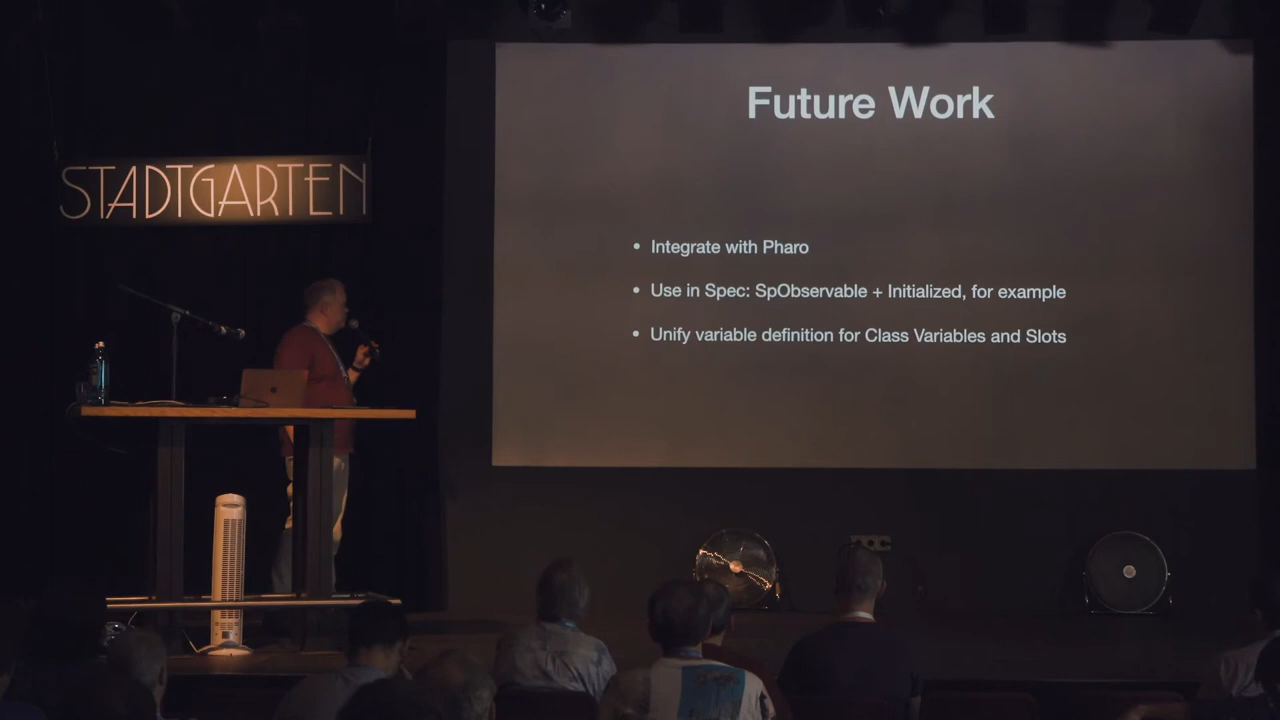 STADTGARTEN
Future Work
• Integrate with Pharo
• Use in Spec: SpObservable + Initialized, for example
• Unify variable definition for Class Variables and Slots